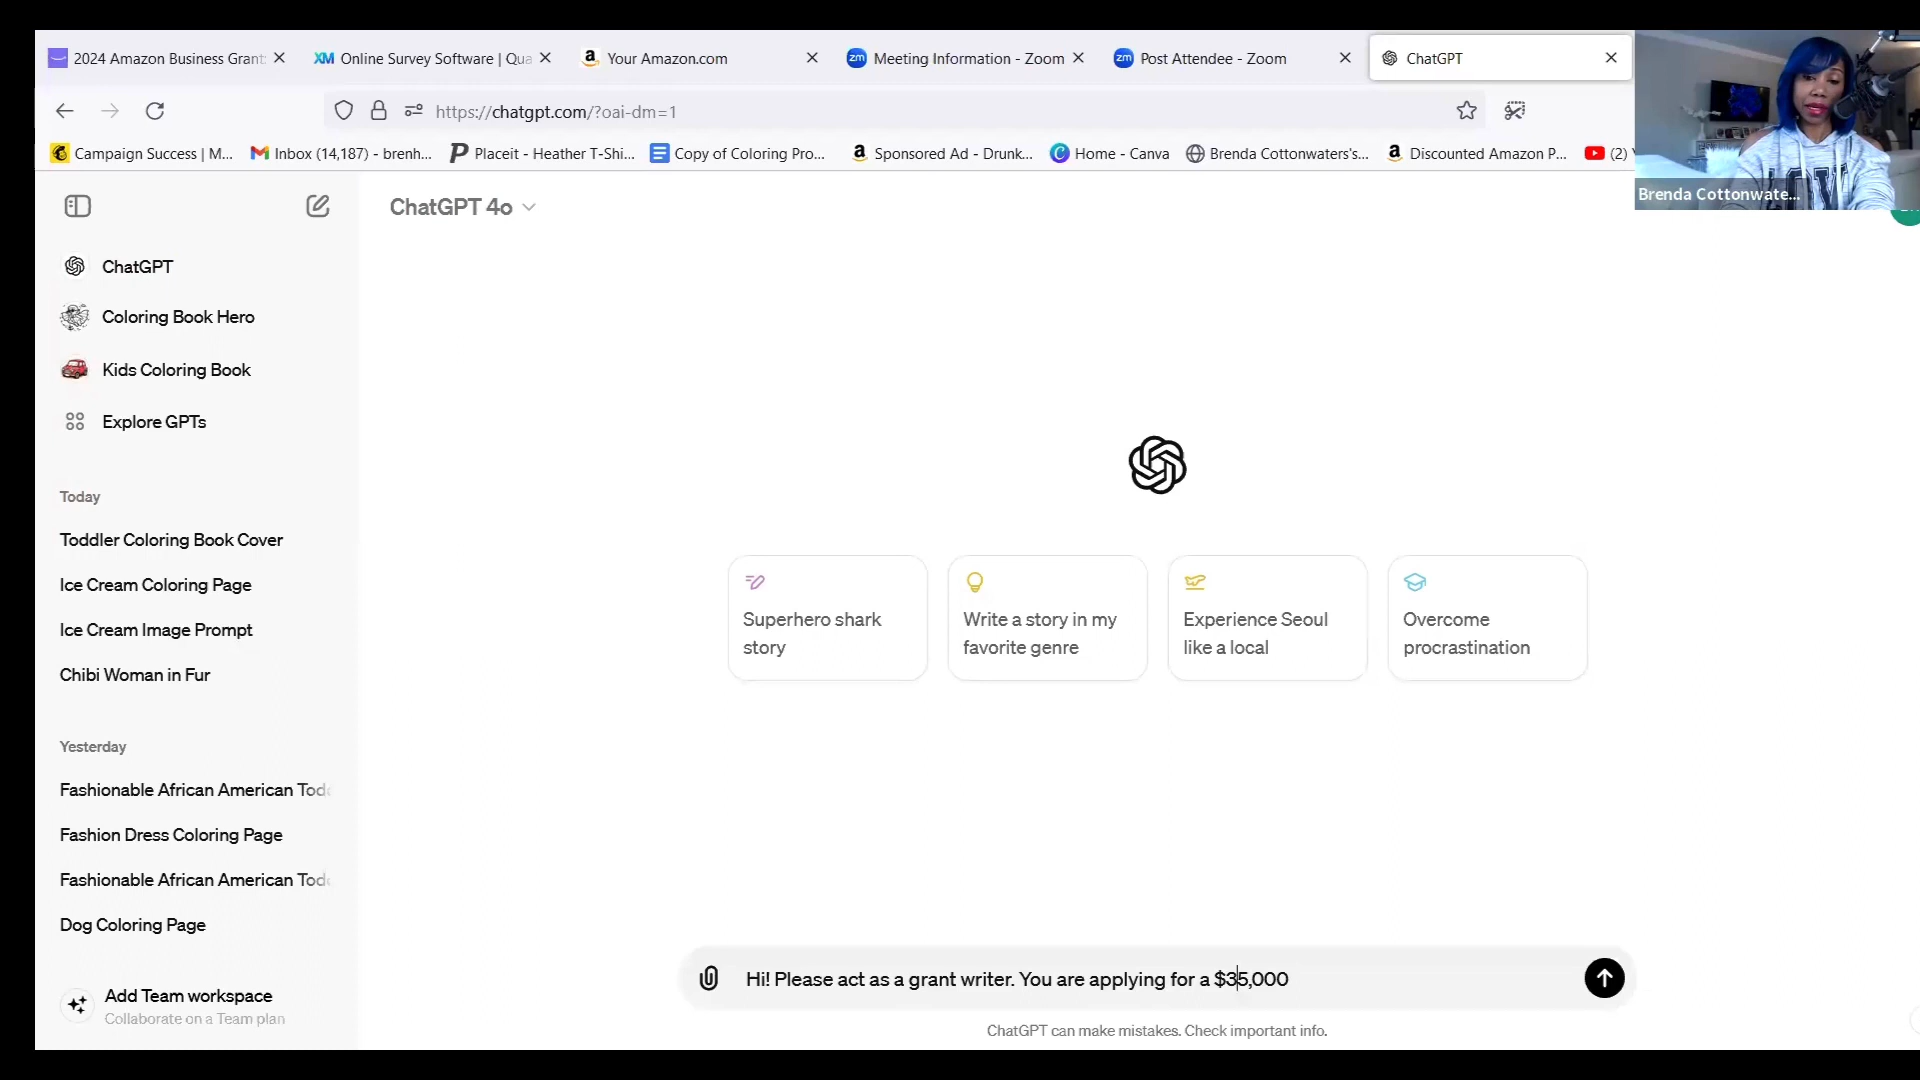 2024 Amazon Business Grant
XM Online Survey Software | Qua
Your Amazon.com
zm Meeting Information - Zoom
zm Post Attendee - Zoom
ChatGPT
https://chatgpt.com/?oai-dm=1
Campaign Success | M...
Inbox (14,187) - brenh...
Placeit - Heather T-Shi...
Copy of Coloring Pro...
Sponsored Ad - Drunk...
Home - Canva
Brenda Cottonwaters's...
Discounted Amazon P...
(2)
Brenda Cottonwate...
ChatGPT 4o
ChatGPT
Coloring Book Hero
Kids Coloring Book
Explore GPTs
Today
Toddler Coloring Book Cover
Ice Cream Coloring Page
Ice Cream Image Prompt
Chibi Woman in Fur
Yesterday
Fashionable African American Todd
Fashion Dress Coloring Page
Fashionable African American Todd
Dog Coloring Page
Add Team workspace
Collaborate on a Team plan
Superhero shark
story
Write a story in my
favorite genre
Experience Seoul
like a local
Overcome
procrastination
Hi! Please act as a grant writer. You are applying for a $35,000
ChatGPT can make mistakes. Check important info.